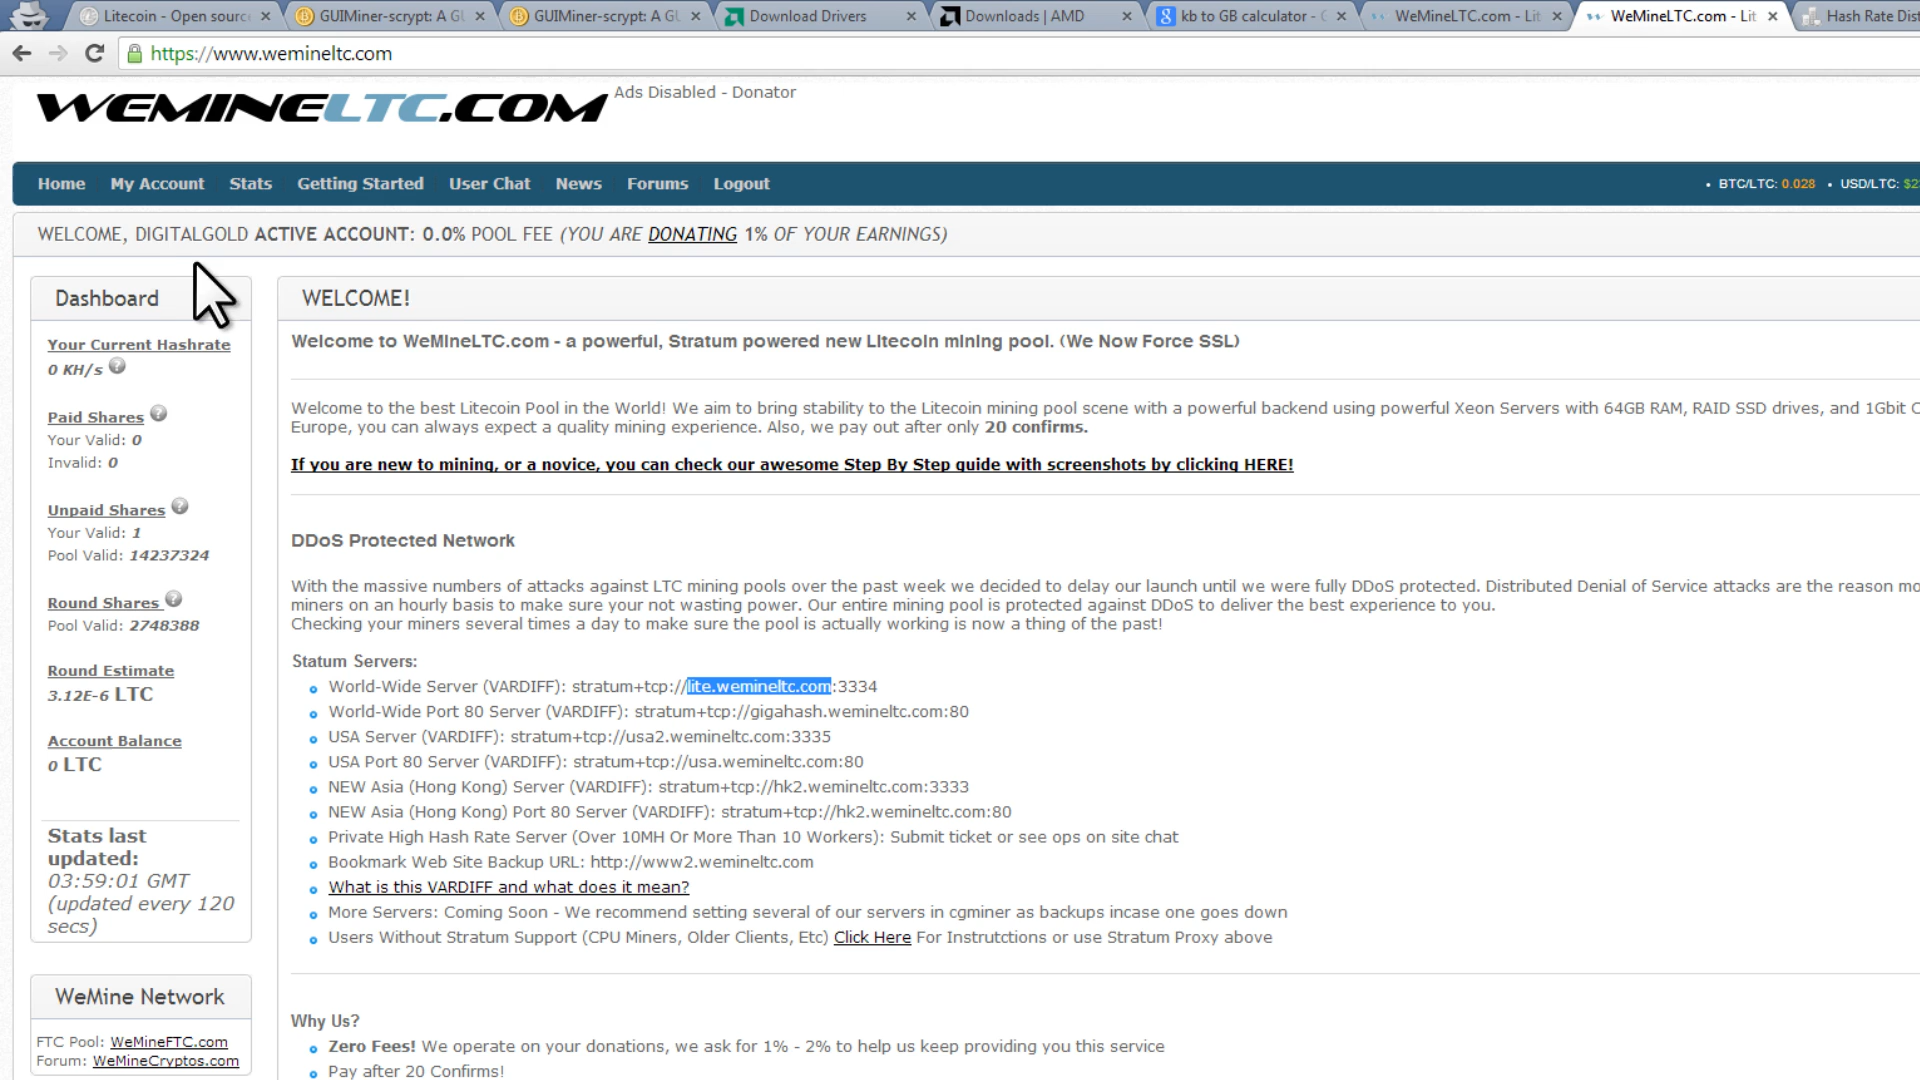 Litecoin - Open sourc
GUIMiner-scrypt: A GU
GUIMiner-scrypt: A GU
Download Drivers
Downloads | AMD
kb to GB calculator -
WeMineLTC.com - Lit
WeMineLTC.com - Lit
Hash Rate Dist
https://www.wemineltc.com
WEMINELTC.COM
Ads Disabled - Donator
Home My Account Stats Getting Started User Chat News Forums Logout
• BTC/LTC: 0.028 • USD/LTC: $2
WELCOME, DIGITALGOLD ACTIVE ACCOUNT: 0.0% POOL FEE (YOU ARE DONATING 1% OF YOUR EARNINGS)
Dashboard
Your Current Hashrate
0 KH/s
Paid Shares
Your Valid: 0
Invalid: 0
Unpaid Shares
Your Valid: 1
Pool Valid: 14237324
Round Shares
Pool Valid: 2748388
Round Estimate
3.12E-6 LTC
Account Balance
0 LTC
Stats last
updated:
03:59:01 GMT
(updated every 120
secs)
WeMine Network
FTC Pool: WeMineFTC.com
Forum: WeMineCryptos.com
WELCOME!
Welcome to WeMineLTC.com - a powerful, Stratum powered new Litecoin mining pool. (We Now Force SSL)
Welcome to the best Litecoin Pool in the World! We aim to bring stability to the Litecoin mining pool scene with a powerful backend using powerful Xeon Servers with 64GB RAM, RAID SSD drives, and 1Gbit
Europe, you can always expect a quality mining experience. Also, we pay out after only 20 confirms.
If you are new to mining, or a novice, you can check our awesome Step By Step guide with screenshots by clicking HERE!
DDoS Protected Network
With the massive numbers of attacks against LTC mining pools over the past week we decided to delay our launch until we were fully DDoS protected. Distributed Denial of Service attacks are the reason mo
miners on an hourly basis to make sure your not wasting power. Our entire mining pool is protected against DDoS to deliver the best experience to you.
Checking your miners several times a day to make sure the pool is actually working is now a thing of the past!
Statum Servers:
World-Wide Server (VARDIFF): stratum+tcp://lite.wemineltc.com:3334
World-Wide Port 80 Server (VARDIFF): stratum+tcp://gigahash.wemineltc.com:80
USA Server (VARDIFF): stratum+tcp://usa2.wemineltc.com:3335
USA Port 80 Server (VARDIFF): stratum+tcp://usa.wemineltc.com:80
NEW Asia (Hong Kong) Server (VARDIFF): stratum+tcp://hk2.wemineltc.com:3333
NEW Asia (Hong Kong) Port 80 Server (VARDIFF): stratum+tcp://hk2.wemineltc.com:80
Private High Hash Rate Server (Over 10MH Or More Than 10 Workers): Submit ticket or see ops on site chat
Bookmark Web Site Backup URL: http://www2.wemineltc.com
What is this VARDIFF and what does it mean?
More Servers: Coming Soon - We recommend setting several of our servers in cgminer as backups incase one goes down
Users Without Stratum Support (CPU Miners, Older Clients, Etc) Click Here For Instrutctions or use Stratum Proxy above
Why Us?
Zero Fees! We operate on your donations, we ask for 1% - 2% to help us keep providing you this service
Pay after 20 Confirms!